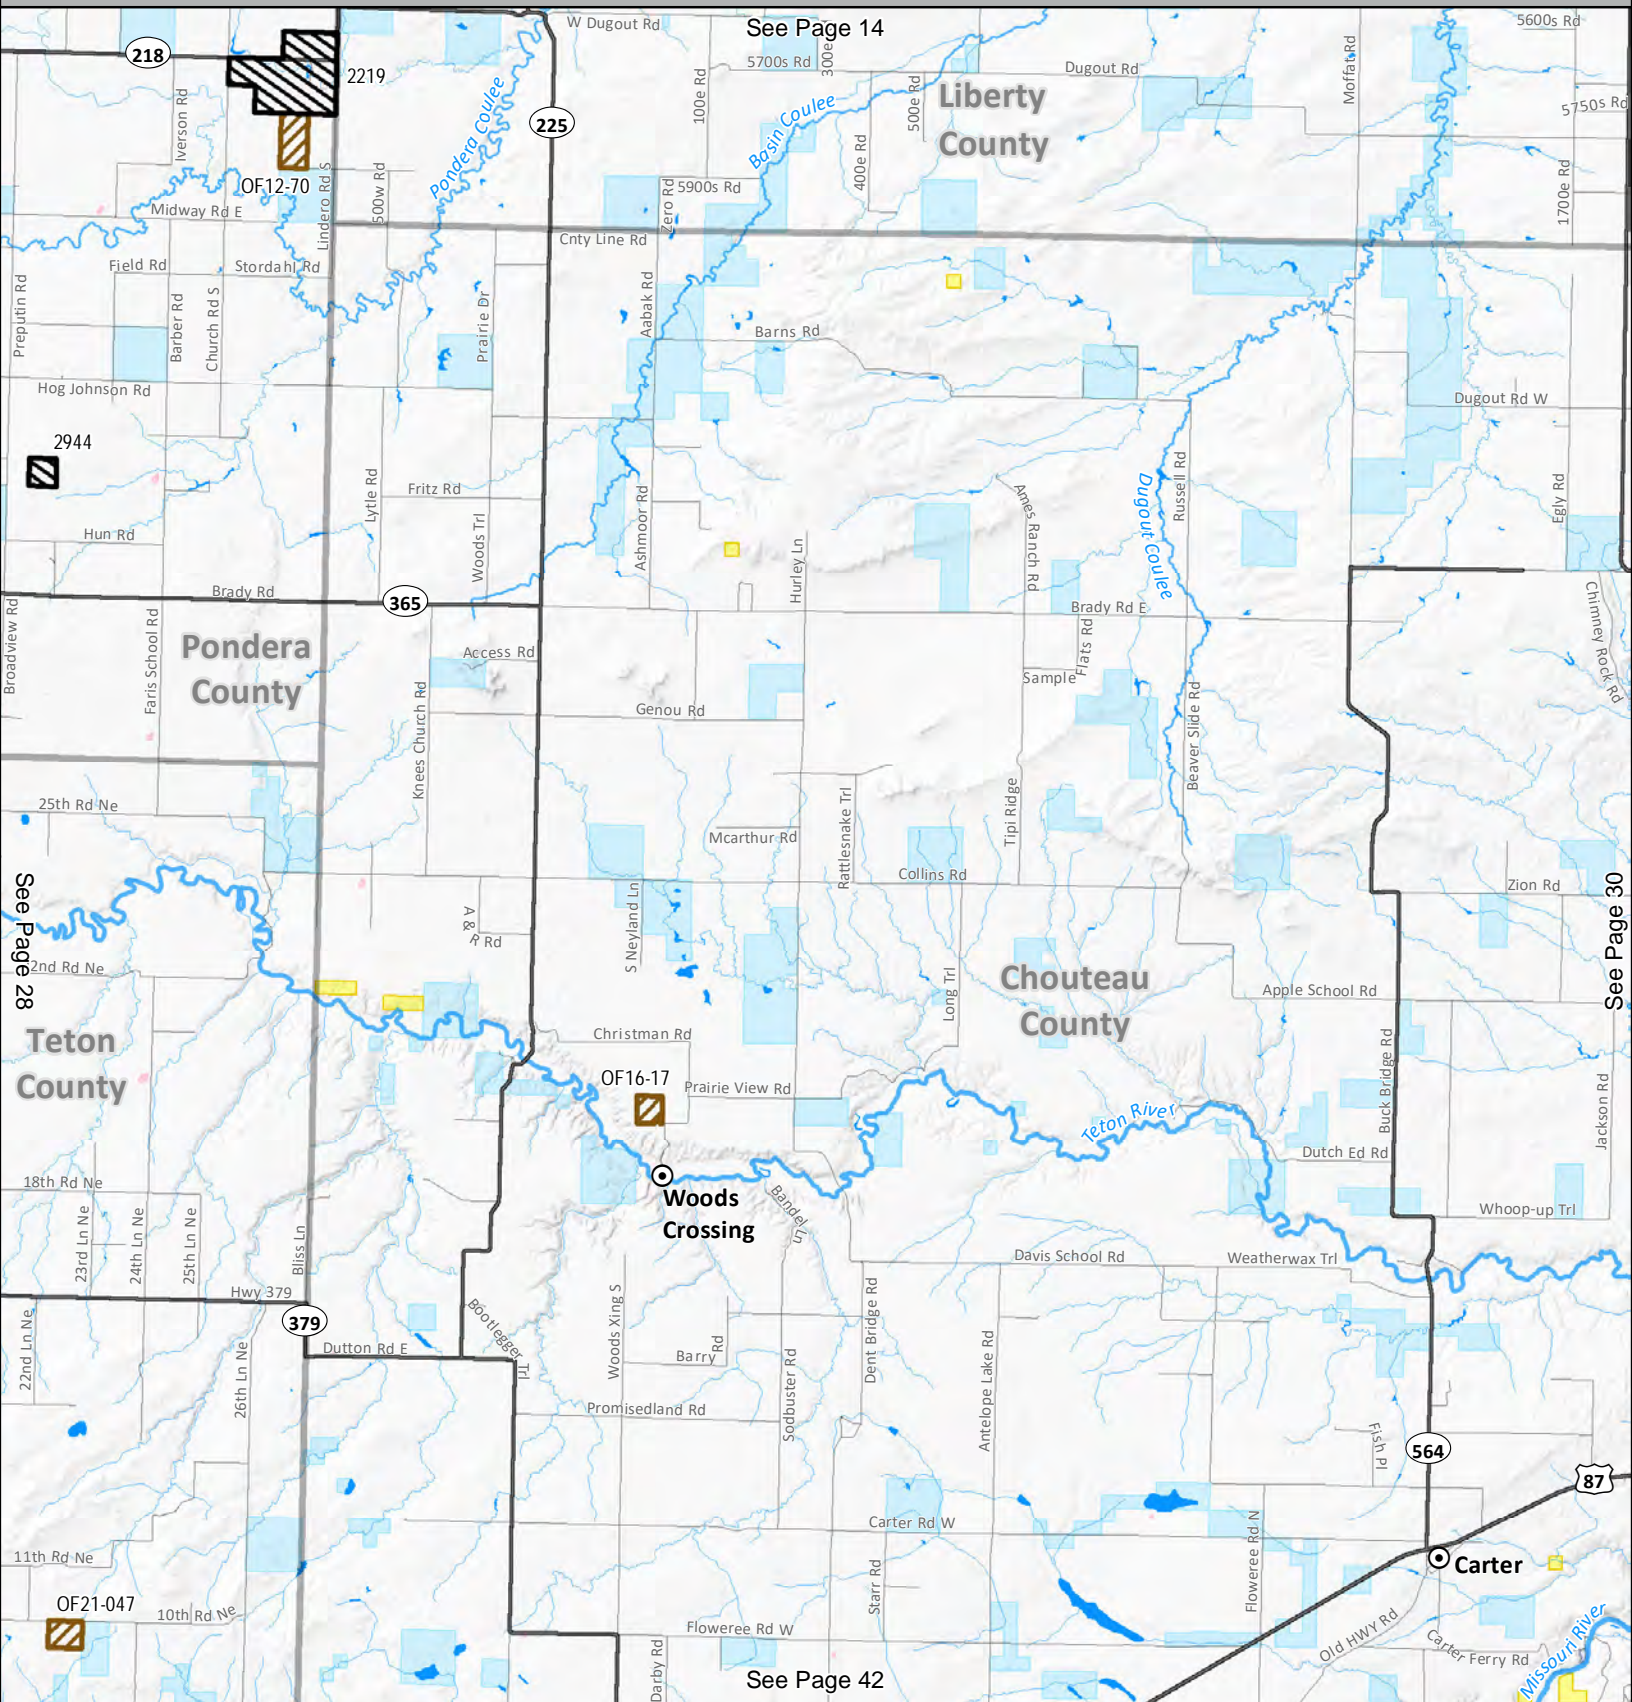 See Page 14
W Dugout Rd
5600s Rd
218
2219
5700s Rd
300e
Dugout Rd
Moffat Rd
Iverson Rd
Pondera Coulee
225
100e Rd
Basin Coulee
500e Rd
Liberty
County
5750s Rd
OF12-70
Lindero Rd S
500w Rd
400e Rd
5900s Rd
Zero Rd
1700e Rd
Midway Rd E
Cnty Line Rd
Field Rd
Stordahl Rd
Preputin Rd
Barber Rd
Church Rd S
Prairie Dr
Aabak Rd
Barns Rd
Hog Johnson Rd
Dugout Rd W
2944
Lytle Rd
Fritz Rd
Woods Trl
Ashmoor Rd
Hurley Ln
Ames Ranch Rd
Dugout Coulee
Russell Rd
Egly Rd
Hun Rd
Brady Rd
365
Brady Rd E
Chimney Rock Rd
Broadview Rd
Faris School Rd
Pondera
County
Access Rd
Flats Rd
Sample
Knees Church Rd
Genou Rd
Beaver Slide Rd
25th Rd Ne
Mcarthur Rd
Rattlesnake Trl
Tipi Ridge
Collins Rd
Zion Rd
See Page 28
See Page 30
A & R Rd
S Neyland Ln
2nd Rd Ne
Long Trl
Chouteau
County
Apple School Rd
Teton
County
Christman Rd
OF16-17
Prairie View Rd
Teton River
Buck Bridge Rd
Jackson Rd
Dutch Ed Rd
18th Rd Ne
Woods
Crossing
Bandel Ln
Whoop-up Trl
23rd Ln Ne
24th Ln Ne
25th Ln Ne
Bliss Ln
Davis School Rd
Weatherwax Trl
Hwy 379
379
22nd Ln Ne
Dutton Rd E
Bootlegger Trl
Woods Xing S
Barry Rd
Dent Bridge Rd
Antelope Lake Rd
26th Ln Ne
Sodbuster Rd
Promisedland Rd
Fish Id
564
87
Carter Rd W
Floweree Rd N
11th Rd Ne
Carter
Starr Rd
OF21-047
10th Rd Ne
Floweree Rd W
Darby Rd
Old HWY Rd
Carter Ferry Rd
Missouri River
See Page 42